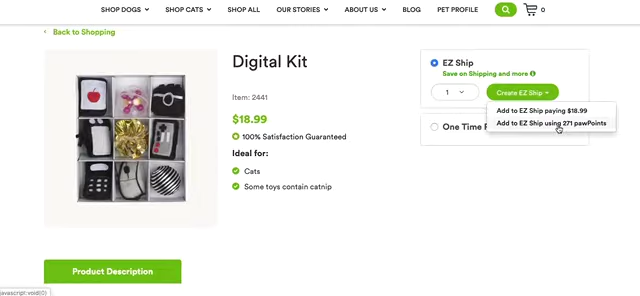 SHOP DOGS SHOP CATS SHOP ALL OUR STORIES ABOUT US BLOG PET PROFILE 0
Back to Shopping
Digital Kit
Item: 2441
$18.99
100% Satisfaction Guaranteed
Ideal for:
Cats
Some toys contain catnip
EZ Ship
Save on Shipping and more
1
Create EZ Ship
Add to EZ Ship paying $18.99
Add to EZ Ship using 271 pawPoints
One Time
Product Description
javascript:void(0)